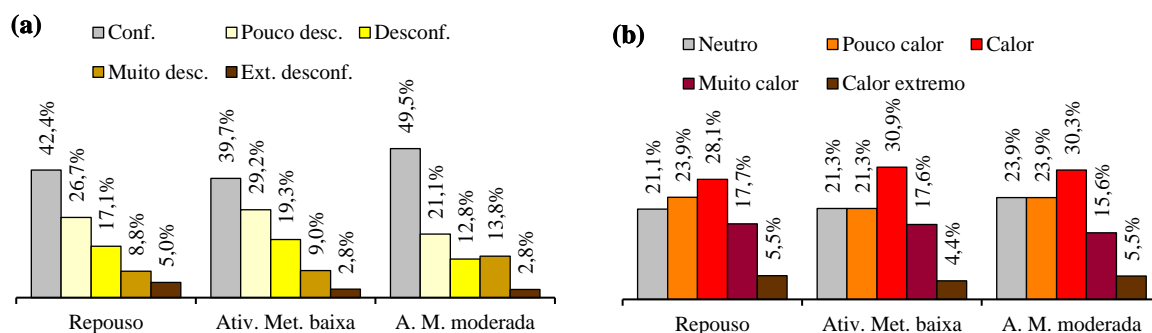 (a)
Conf. Pouco desc. Desconf.
Muito desc. Ext. desconf.
42,4% 26,7% 17,1% 8,8% 5,0%
39,7% 29,2% 19,3% 9,0% 2,8%
49,5% 21,1% 12,8% 13,8% 2,8%
Repouso Ativ. Met. baixa A. M. moderada
(b)
Neutro Pouco calor Calor
Muito calor Calor extremo
21,1% 23,9% 28,1% 17,7% 5,5%
21,3% 21,3% 30,9% 17,6% 4,4%
23,9% 23,9% 30,3% 15,6% 5,5%
Repouso Ativ. Met. baixa A. M. moderada